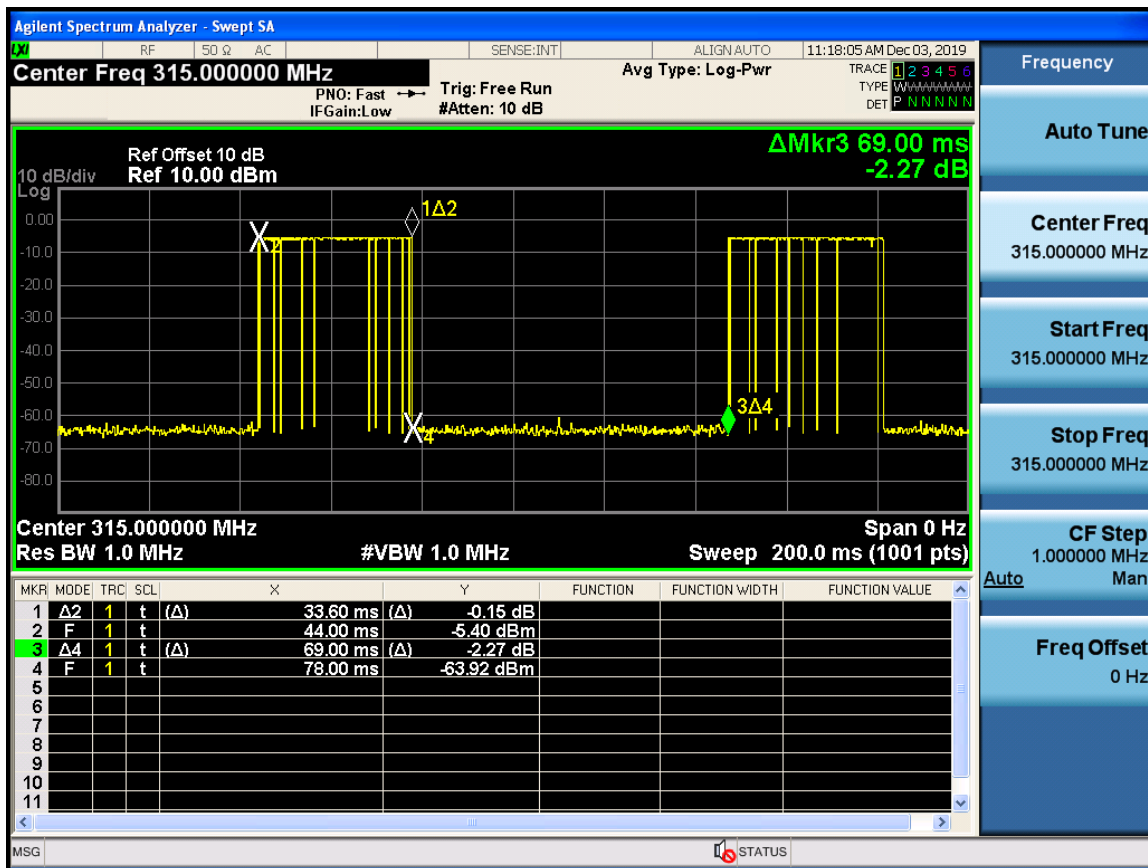 Agilent Spectrum Analyzer - Swept SA
LXI RF 50 Ω AC SENSE:INT ALIGNAUTO 11:18:05 AM Dec 03, 2019
Center Freq 315.000000 MHz
PNO: Fast
IFGain:Low
Trig: Free Run
#Atten: 10 dB
Avg Type: Log-Pwr
TRACE 1 2 3 4 5 6
TYPE WWWWWW
DET P N N N N N
ΔMkr3 69.00 ms
-2.27 dB
Ref Offset 10 dB
10 dB/div Ref 10.00 dBm
Log
0.00
-10.0
-20.0
-30.0
-40.0
-50.0
-60.0
-70.0
-80.0
1Δ2
2
3Δ4
4
Center 315.000000 MHz Span 0 Hz
Res BW 1.0 MHz #VBW 1.0 MHz Sweep 200.0 ms (1001 pts)
MKR MODE TRC SCL X Y FUNCTION FUNCTION WIDTH FUNCTION VALUE
1 Δ2 1 t (Δ) 33.60 ms (Δ) -0.15 dB
2 F 1 t 44.00 ms -5.40 dBm
3 Δ4 1 t (Δ) 69.00 ms (Δ) -2.27 dB
4 F 1 t 78.00 ms -63.92 dBm
5
6
7
8
9
10
11
MSG STATUS
Frequency
Auto Tune
Center Freq
315.000000 MHz
Start Freq
315.000000 MHz
Stop Freq
315.000000 MHz
CF Step
1.000000 MHz
Auto Man
Freq Offset
0 Hz